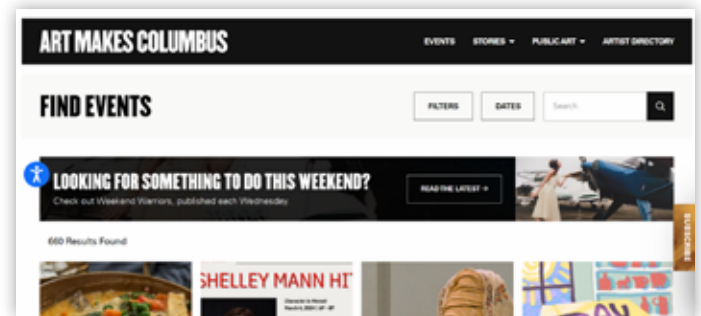 ART MAKES COLUMBUS
EVENTS STORIES PUBLIC ART ARTIST DIRECTORY
FIND EVENTS
FILTERS DATES Search
LOOKING FOR SOMETHING TO DO THIS WEEKEND?
Check out Weekend Warriors, published each Wednesday.
READ THE LATEST →
SUBSCRIBE
660 Results Found
SHELLEY MANN HI